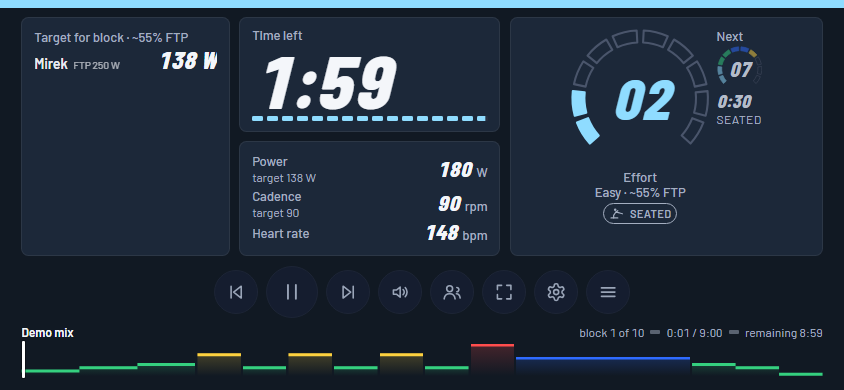 Target for block · ~55% FTP
Mirek FTP 250 W 138 W
Time left
1:59
Power 180 W
target 138 W
Cadence 90 rpm
target 90
Heart rate 148 bpm
02
Effort
Easy · ~55% FTP
SEATED
Next
07
0:30
SEATED
Demo mix
block 1 of 10 — 0:01 / 9:00 — remaining 8:59